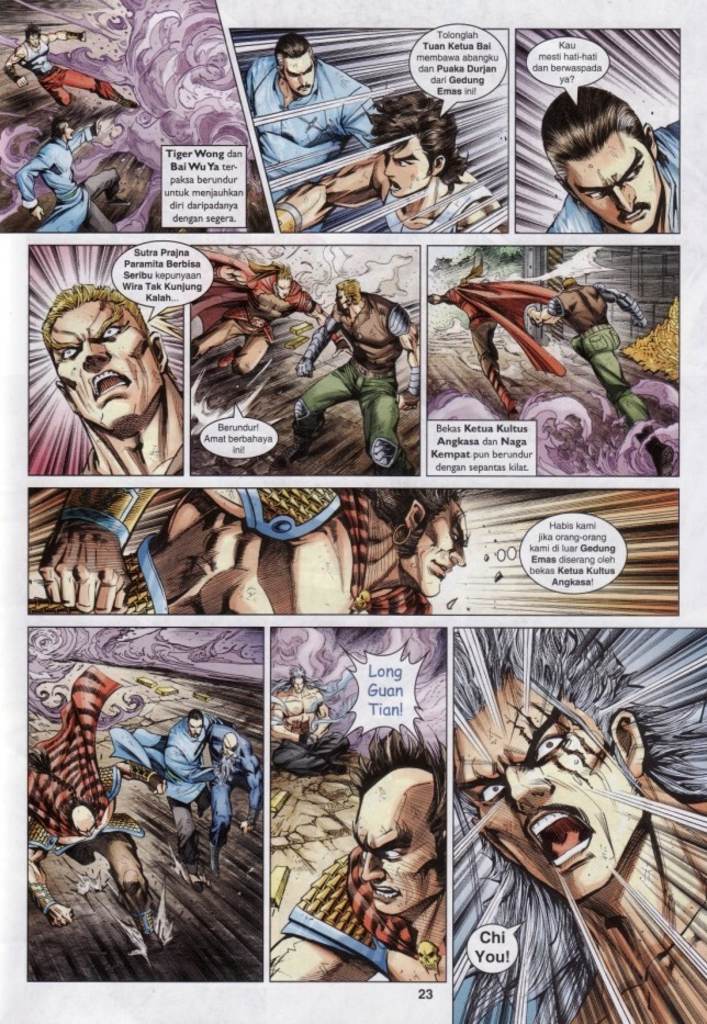 Tiger Wong dan
Bai Wu Ya ter-
paksa berundur
untuk menjauhkan
diri daripadanya
dengan segera.
Tolonglah
Tuan Ketua Bai
membawa abangku
dan Puaka Durjan
dari Gedung
Emas ini!
Kau
mesti hati-hati
dan berwaspada
ya?
Sutra Prajna
Paramita Berbisa
Seribu kepunyaan
Wira Tak Kunjung
Kalah...
Berundur!
Amat berbahaya
ini!
Bekas Ketua Kultus
Angkasa dan Naga
Kempat pun berundur
dengan sepantas kilat.
Habis kami
jika orang-orang
kami di luar Gedung
Emas diserang oleh
bekas Ketua Kultus
Angkasa!
Long
Guan
Tian!
Chi
You!
23